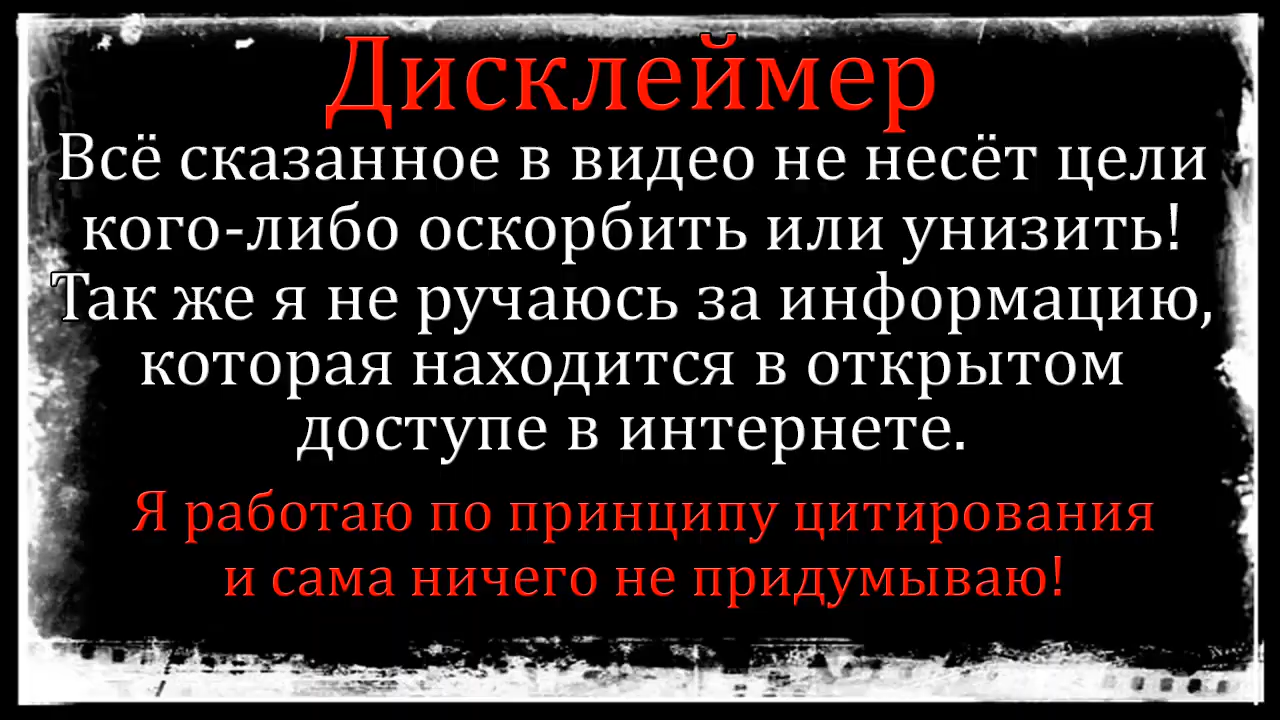 Дисклеймер
Всё сказанное в видео не несёт цели
кого-либо оскорбить или унизить!
Так же я не ручаюсь за информацию,
которая находится в открытом
доступе в интернете.
Я работаю по принципу цитирования
и сама ничего не придумываю!